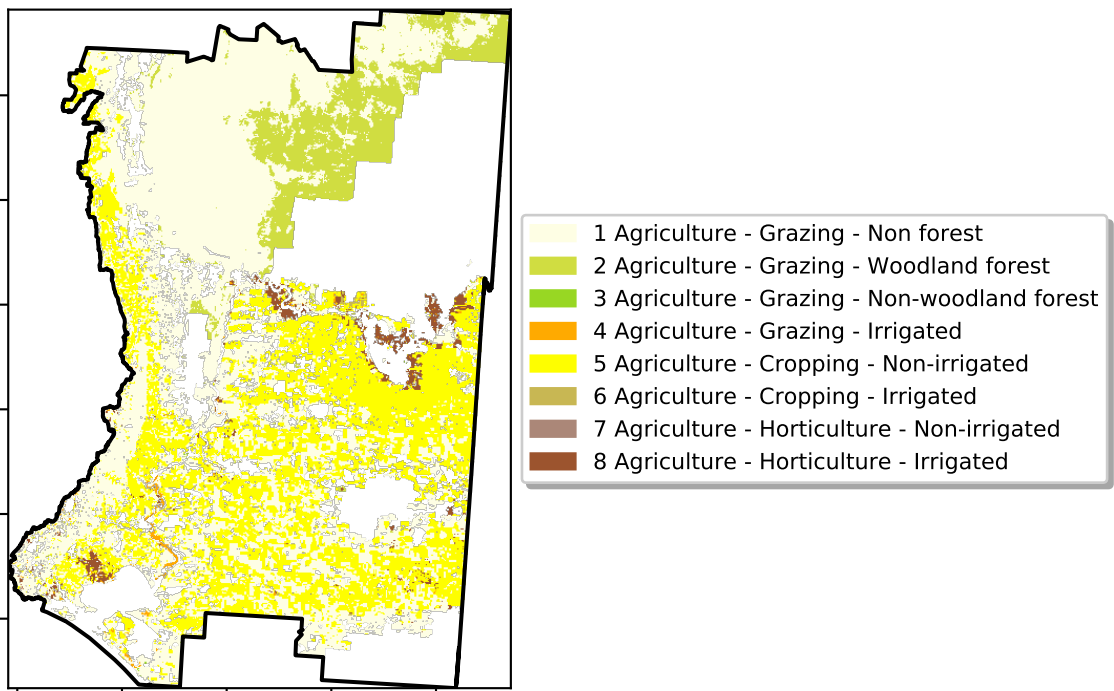 1 Agriculture - Grazing - Non forest
2 Agriculture - Grazing - Woodland forest
3 Agriculture - Grazing - Non-woodland forest
4 Agriculture - Grazing - Irrigated
5 Agriculture - Cropping - Non-irrigated
6 Agriculture - Cropping - Irrigated
7 Agriculture - Horticulture - Non-irrigated
8 Agriculture - Horticulture - Irrigated